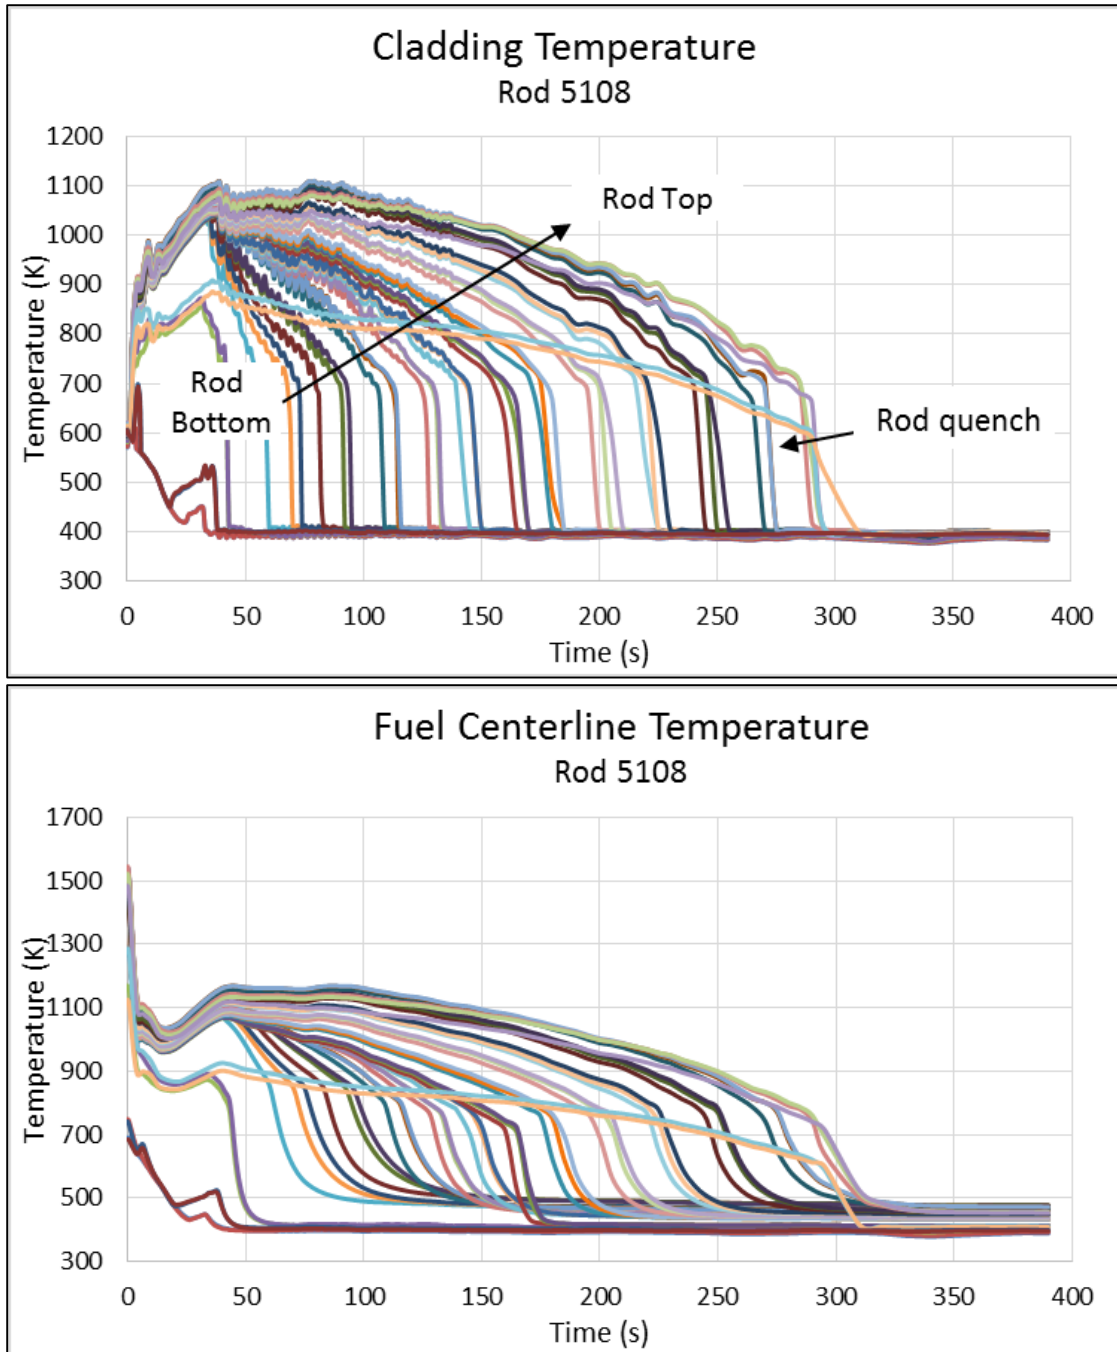 Cladding Temperature
Rod 5108
1200
1100
1000
900
800
700
600
500
400
300
Temperature (K)
Rod Top
Rod
Bottom
Rod quench
0 50 100 150 200 250 300 350 400
Time (s)
Fuel Centerline Temperature
Rod 5108
1700
1500
1300
1100
900
700
500
300
Temperature (K)
0 50 100 150 200 250 300 350 400
Time (s)